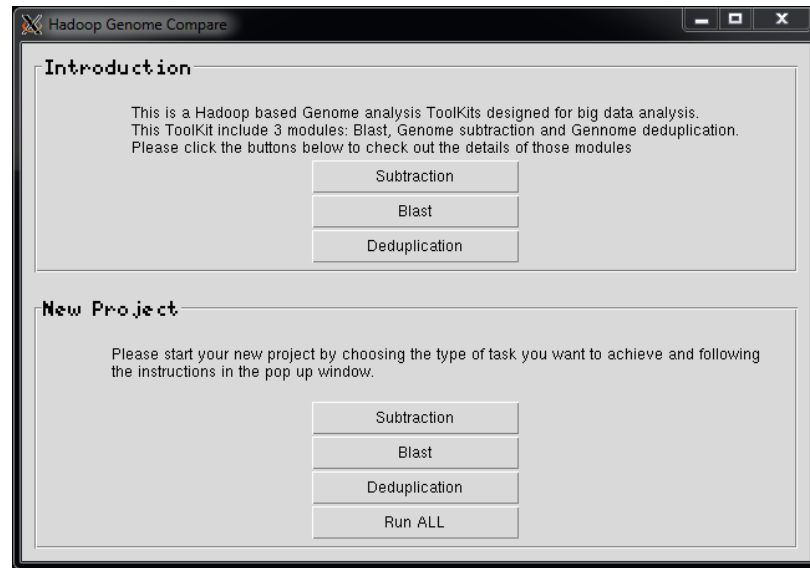 Hadoop Genome Compare
Introduction
This is a Hadoop based Genome analysis ToolKits designed for big data analysis.
This ToolKit include 3 modules: Blast, Genome subtraction and Gennome deduplication.
Please click the buttons below to check out the details of those modules
Subtraction
Blast
Deduplication
New Project
Please start your new project by choosing the type of task you want to achieve and following
the instructions in the pop up window.
Subtraction
Blast
Deduplication
Run ALL